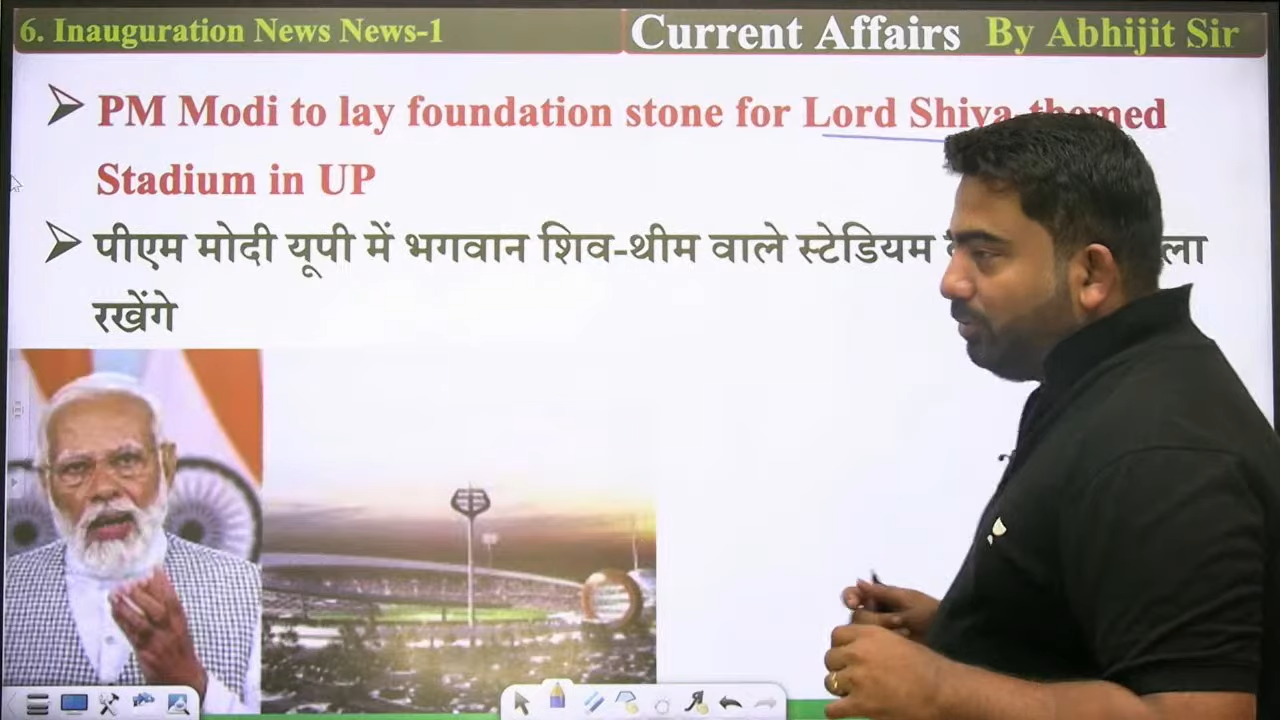 6. Inauguration News News-1
Current Affairs By Abhijit Sir
PM Modi to lay foundation stone for Lord Shiva-themed
Stadium in UP
पीएम मोदी यूपी में भगवान शिव-थीम वाले स्टेडियम
रखेंगे